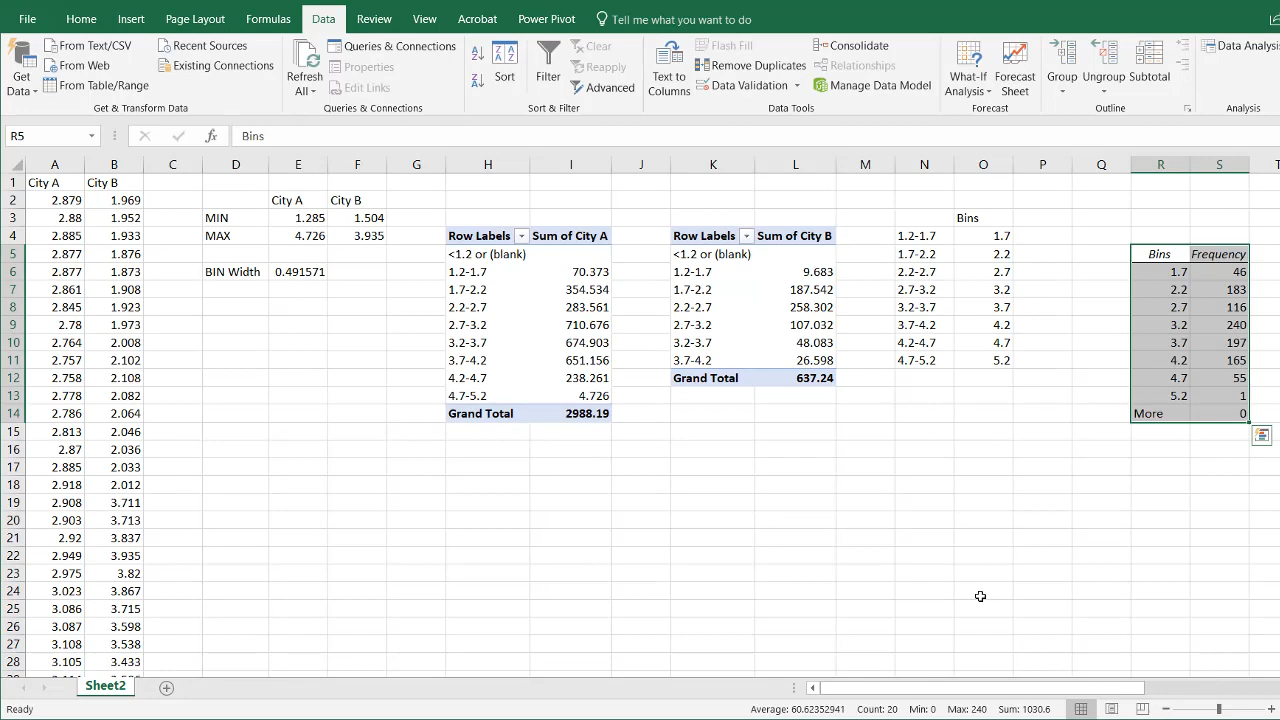 File Home Insert Page Layout Formulas Data Review View Acrobat Power Pivot Tell me what you want to do
From Text/CSV Recent Sources Queries & Connections Clear Flash Fill Consolidate
From Web Existing Connections Properties Reapply Remove Duplicates Relationships
From Table/Range Edit Links Advanced Data Validation Manage Data Model
Get Data Refresh All Sort Filter Text to Columns What-If Analysis Forecast Sheet Group Ungroup Subtotal
Get & Transform Data Queries & Connections Sort & Filter Data Tools Forecast Outline Analysis
R5 fx Bins
A B C D E F G H I J K L M N O P Q R S
1 City A City B
2 2.879 1.969 City A City B
3 2.88 1.952 MIN 1.285 1.504 Bins
4 2.885 1.933 MAX 4.726 3.935 Row Labels Sum of City A Row Labels Sum of City B 1.2-1.7 1.7
5 2.877 1.876 <1.2 or (blank) <1.2 or (blank) 1.7-2.2 2.2 Bins Frequency
6 2.877 1.873 BIN Width 0.491571 1.2-1.7 70.373 1.2-1.7 9.683 2.2-2.7 2.7 1.7 46
7 2.861 1.908 1.7-2.2 354.534 1.7-2.2 187.542 2.7-3.2 3.2 2.2 183
8 2.845 1.923 2.2-2.7 283.561 2.2-2.7 258.302 3.2-3.7 3.7 2.7 116
9 2.78 1.973 2.7-3.2 710.676 2.7-3.2 107.032 3.7-4.2 4.2 3.2 240
10 2.764 2.008 3.2-3.7 674.903 3.2-3.7 48.083 4.2-4.7 4.7 3.7 197
11 2.757 2.102 3.7-4.2 651.156 3.7-4.2 26.598 4.7-5.2 5.2 4.2 165
12 2.758 2.108 4.2-4.7 238.261 Grand Total 637.24 4.7 55
13 2.778 2.082 4.7-5.2 4.726 5.2 1
14 2.786 2.064 Grand Total 2988.19 More 0
15 2.813 2.046
16 2.87 2.036
17 2.885 2.033
18 2.918 2.012
19 2.908 3.711
20 2.903 3.713
21 2.92 3.837
22 2.949 3.935
23 2.975 3.82
24 3.023 3.867
25 3.086 3.715
26 3.087 3.598
27 3.108 3.538
28 3.105 3.433
Sheet2
Ready Average: 60.62352941 Count: 20 Min: 0 Max: 240 Sum: 1030.6